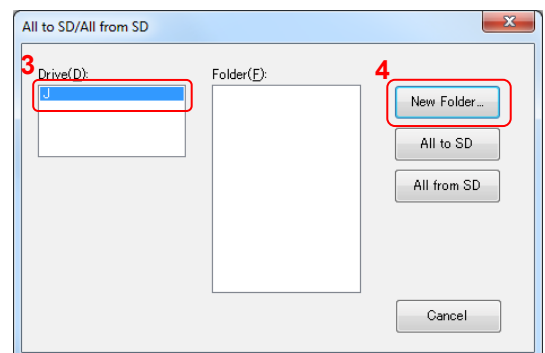 All to SD/All from SD
3
Drive(D):
J
Folder(F):
4
New Folder...
All to SD
All from SD
Cancel